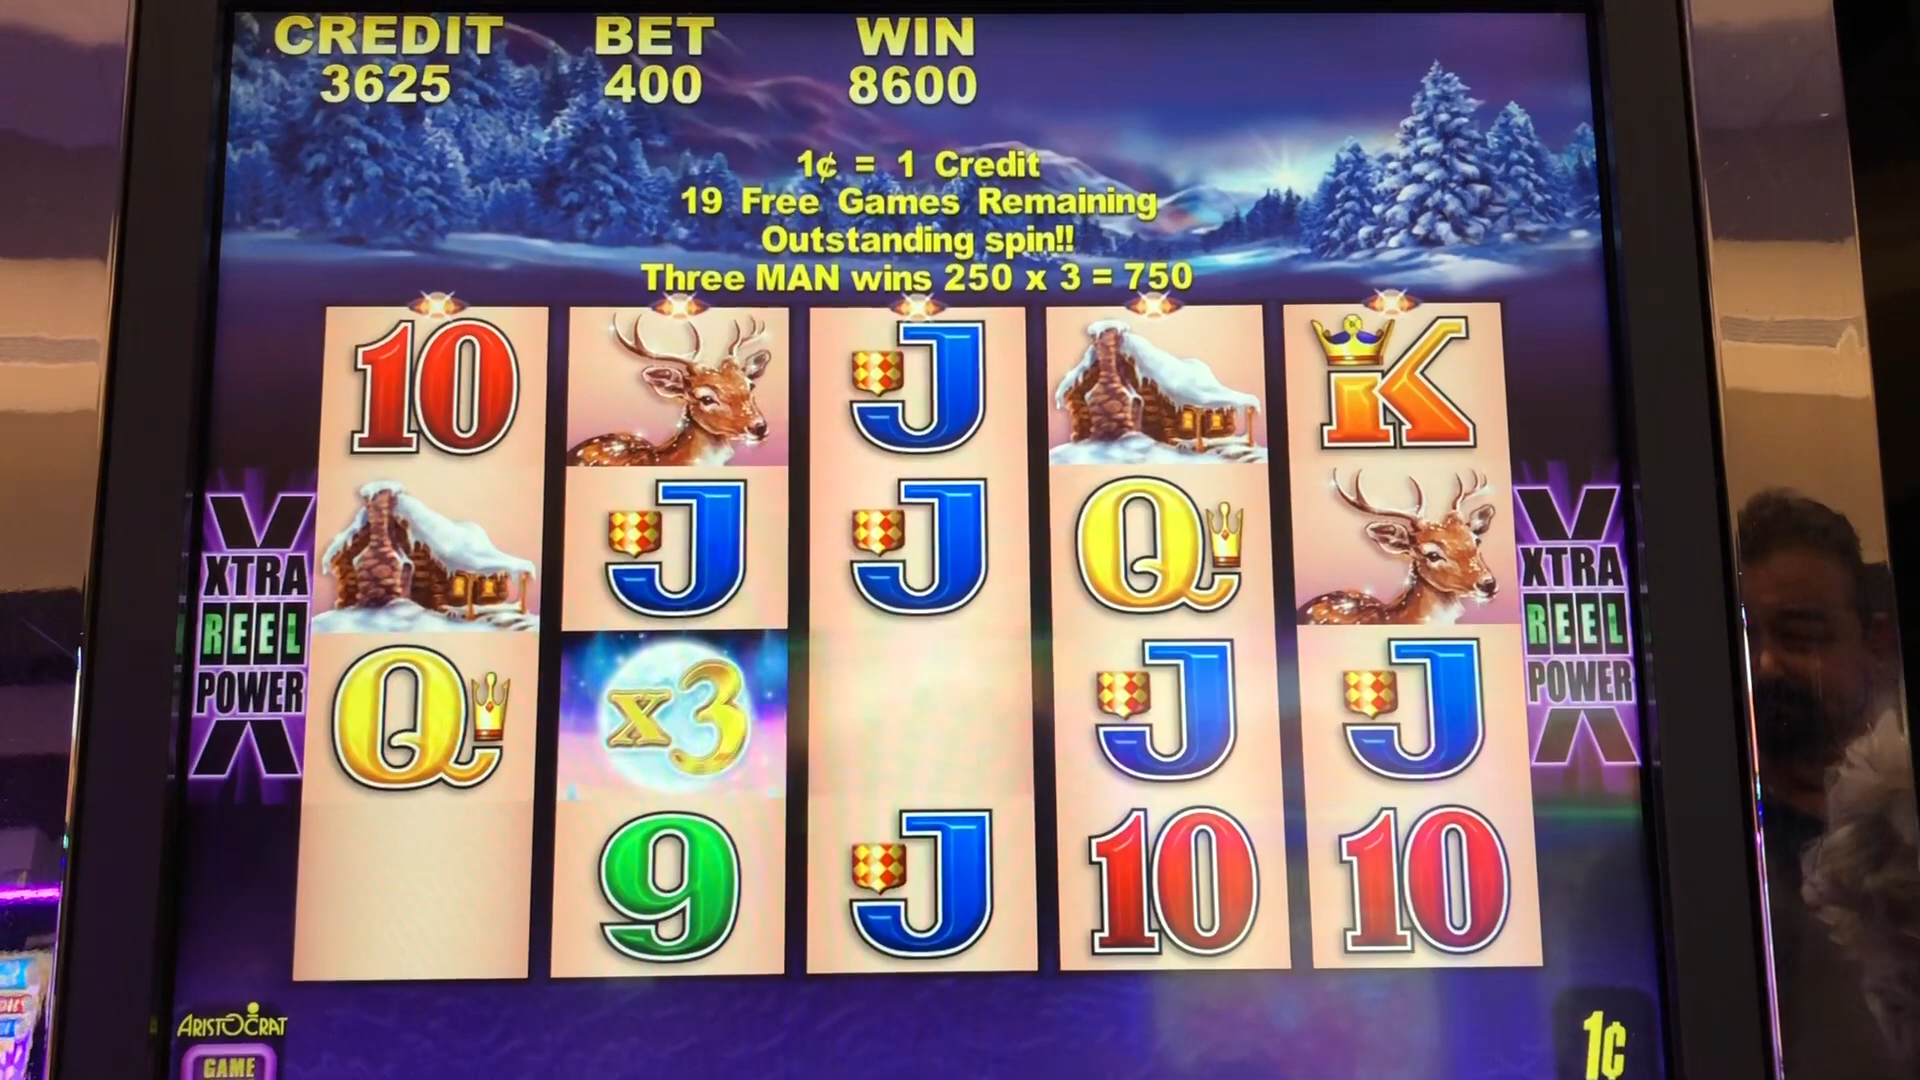 CREDIT BET WIN
3625 400 8600
1¢ = 1 Credit
19 Free Games Remaining
Outstanding spin!!
Three MAN wins 250 x 3 = 750
10 J K
J J Q
Q x3 J J
9 J 10 10
X
XTRA
REEL
POWER
X
XTRA
REEL
POWER
ARISTOCRAT
GAME
1¢